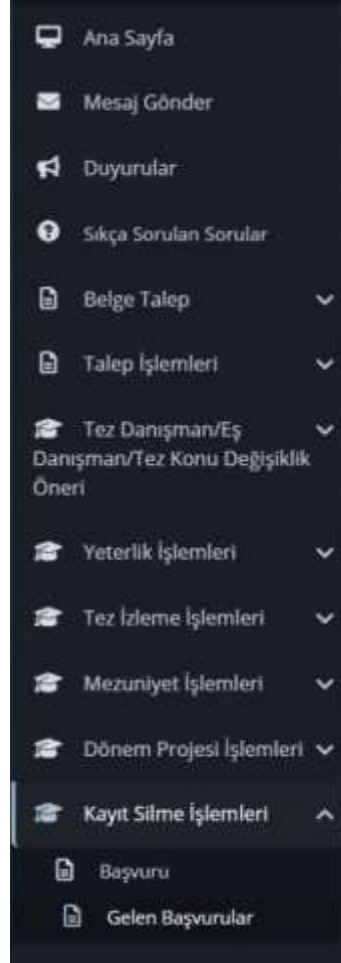 Ana Sayfa
Mesaj Gönder
Duyurular
Sıkça Sorulan Sorular
Belge Talep
Talep İşlemleri
Tez Danışman/Eş
Danışman/Tez Konu Değişiklik
Öneri
Yeterlik İşlemleri
Tez İzleme İşlemleri
Mezuniyet İşlemleri
Dönem Projesi İşlemleri
Kayıt Silme İşlemleri
Başvuru
Gelen Başvurular